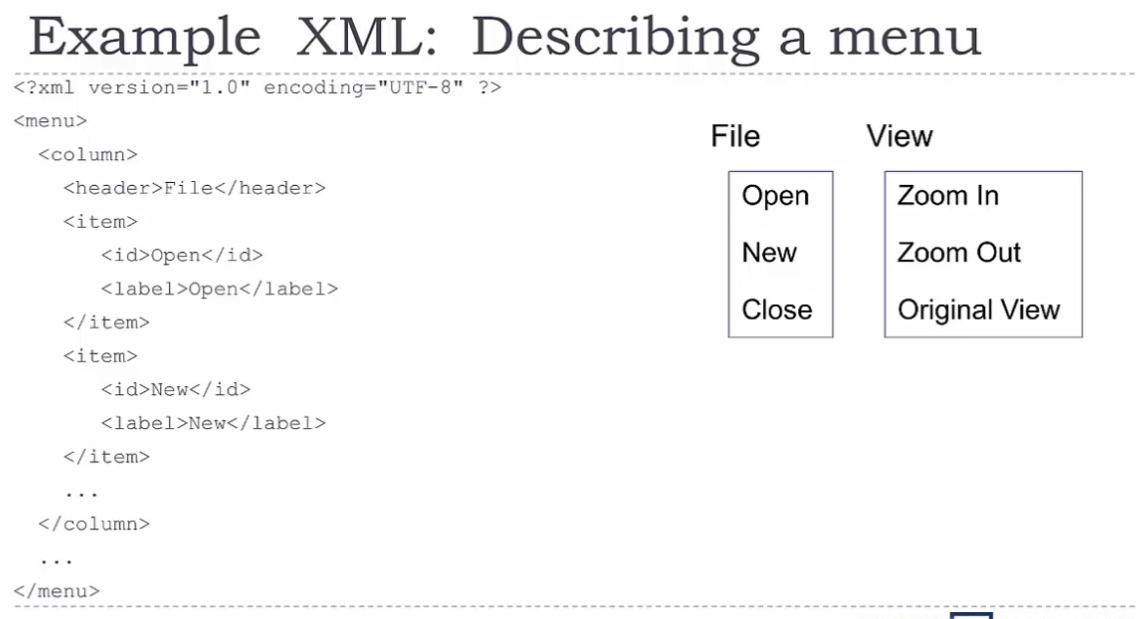 Example XML: Describing a menu
<?xml version="1.0" encoding="UTF-8" ?>
<menu>
<column>
<header>File</header>
<item>
<id>Open</id>
<label>Open</label>
</item>
<item>
<id>New</id>
<label>New</label>
</item>
...
</column>
...
</menu>
File View
Open
New
Close
Zoom In
Zoom Out
Original View